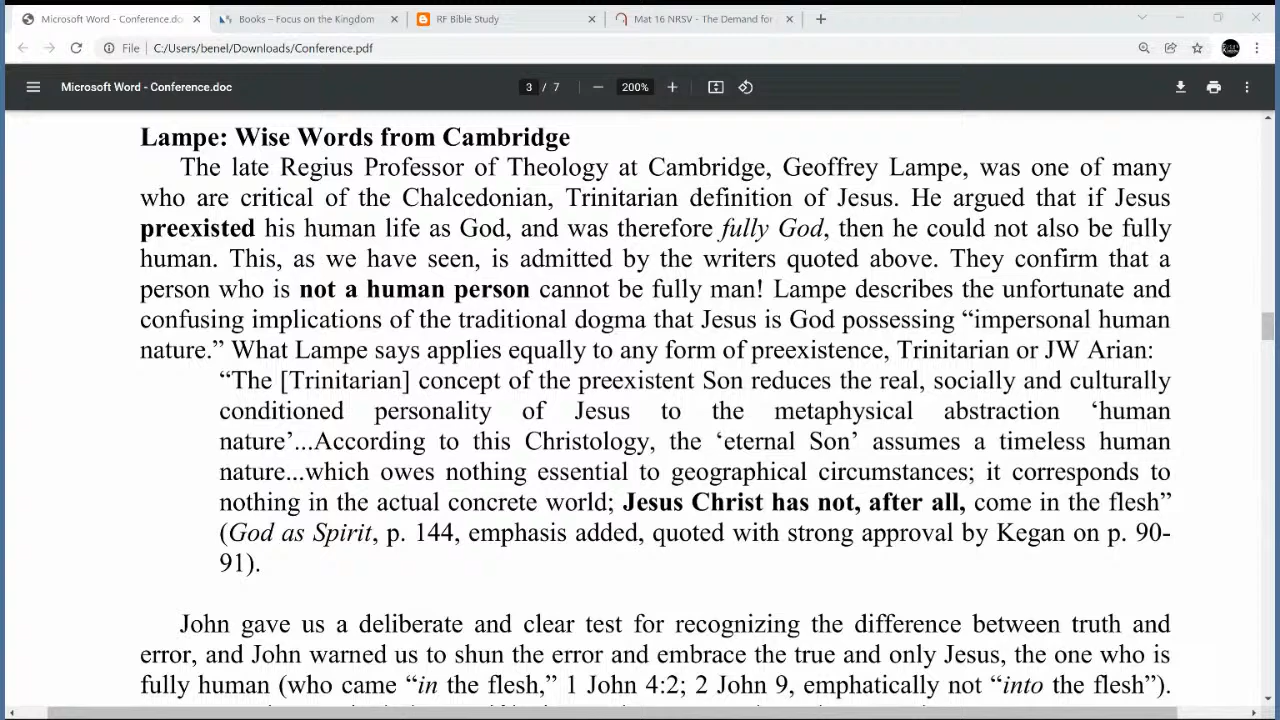 Microsoft Word - Conference.do
Books – Focus on the Kingdom
RF Bible Study
Mat 16 NRSV - The Demand for
File
C:/Users/benel/Downloads/Conference.pdf
Microsoft Word - Conference.doc
3 / 7
200%
Lampe: Wise Words from Cambridge
The late Regius Professor of Theology at Cambridge, Geoffrey Lampe, was one of many
who are critical of the Chalcedonian, Trinitarian definition of Jesus. He argued that if Jesus
preexisted his human life as God, and was therefore fully God, then he could not also be fully
human. This, as we have seen, is admitted by the writers quoted above. They confirm that a
person who is not a human person cannot be fully man! Lampe describes the unfortunate and
confusing implications of the traditional dogma that Jesus is God possessing “impersonal human
nature.” What Lampe says applies equally to any form of preexistence, Trinitarian or JW Arian:
“The [Trinitarian] concept of the preexistent Son reduces the real, socially and culturally
conditioned personality of Jesus to the metaphysical abstraction ‘human
nature’...According to this Christology, the ‘eternal Son’ assumes a timeless human
nature...which owes nothing essential to geographical circumstances; it corresponds to
nothing in the actual concrete world; Jesus Christ has not, after all, come in the flesh”
(God as Spirit, p. 144, emphasis added, quoted with strong approval by Kegan on p. 90-
91).
John gave us a deliberate and clear test for recognizing the difference between truth and
error, and John warned us to shun the error and embrace the true and only Jesus, the one who is
fully human (who came “in the flesh,” 1 John 4:2; 2 John 9, emphatically not “into the flesh”).